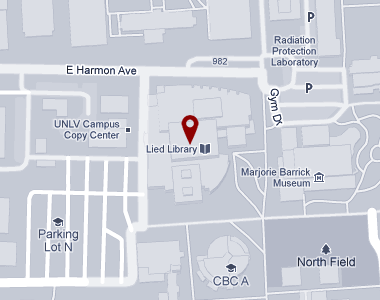 P
Radiation
Protection
Laboratory
982
E Harmon Ave
P
Gym Dr
UNLV Campus
Copy Center
Lied Library
Marjorie Barrick
Museum
Parking
Lot N
North Field
CBC A